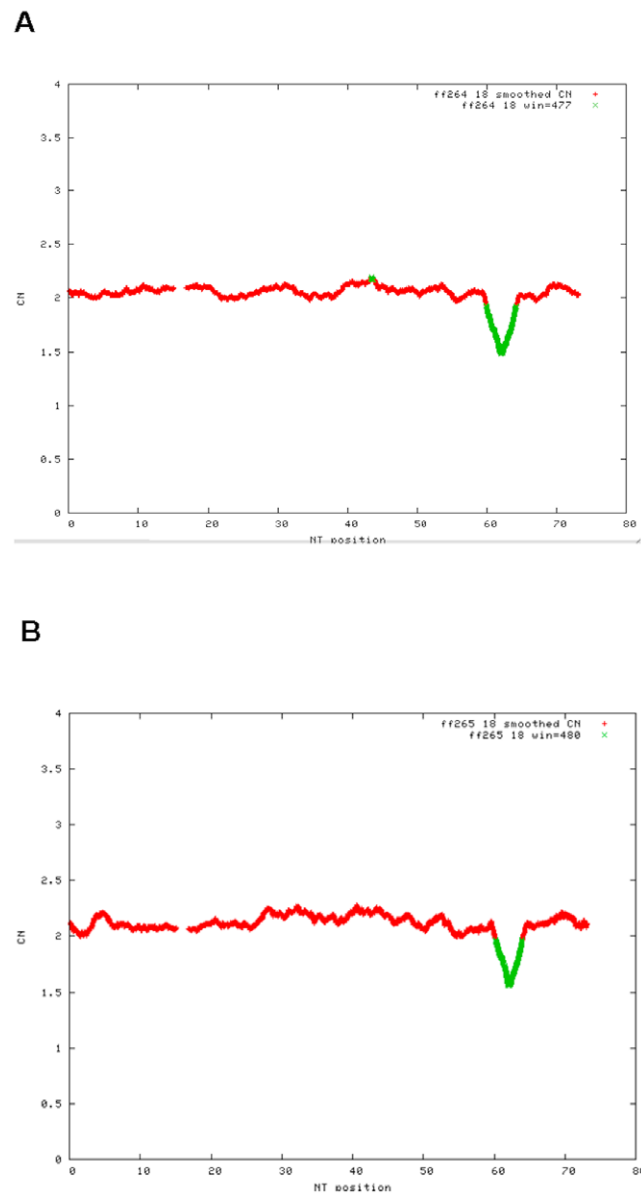 A
4
3.5
3
2.5
2
1.5
1
0.5
0
CN
ff264 18 smoothed CN
ff264 18 win=477
0 10 20 30 40 50 60 70 80
NT position
B
4
3.5
3
2.5
2
1.5
1
0.5
0
CN
ff265 18 smoothed CN
ff265 18 win=480
0 10 20 30 40 50 60 70 80
NT position